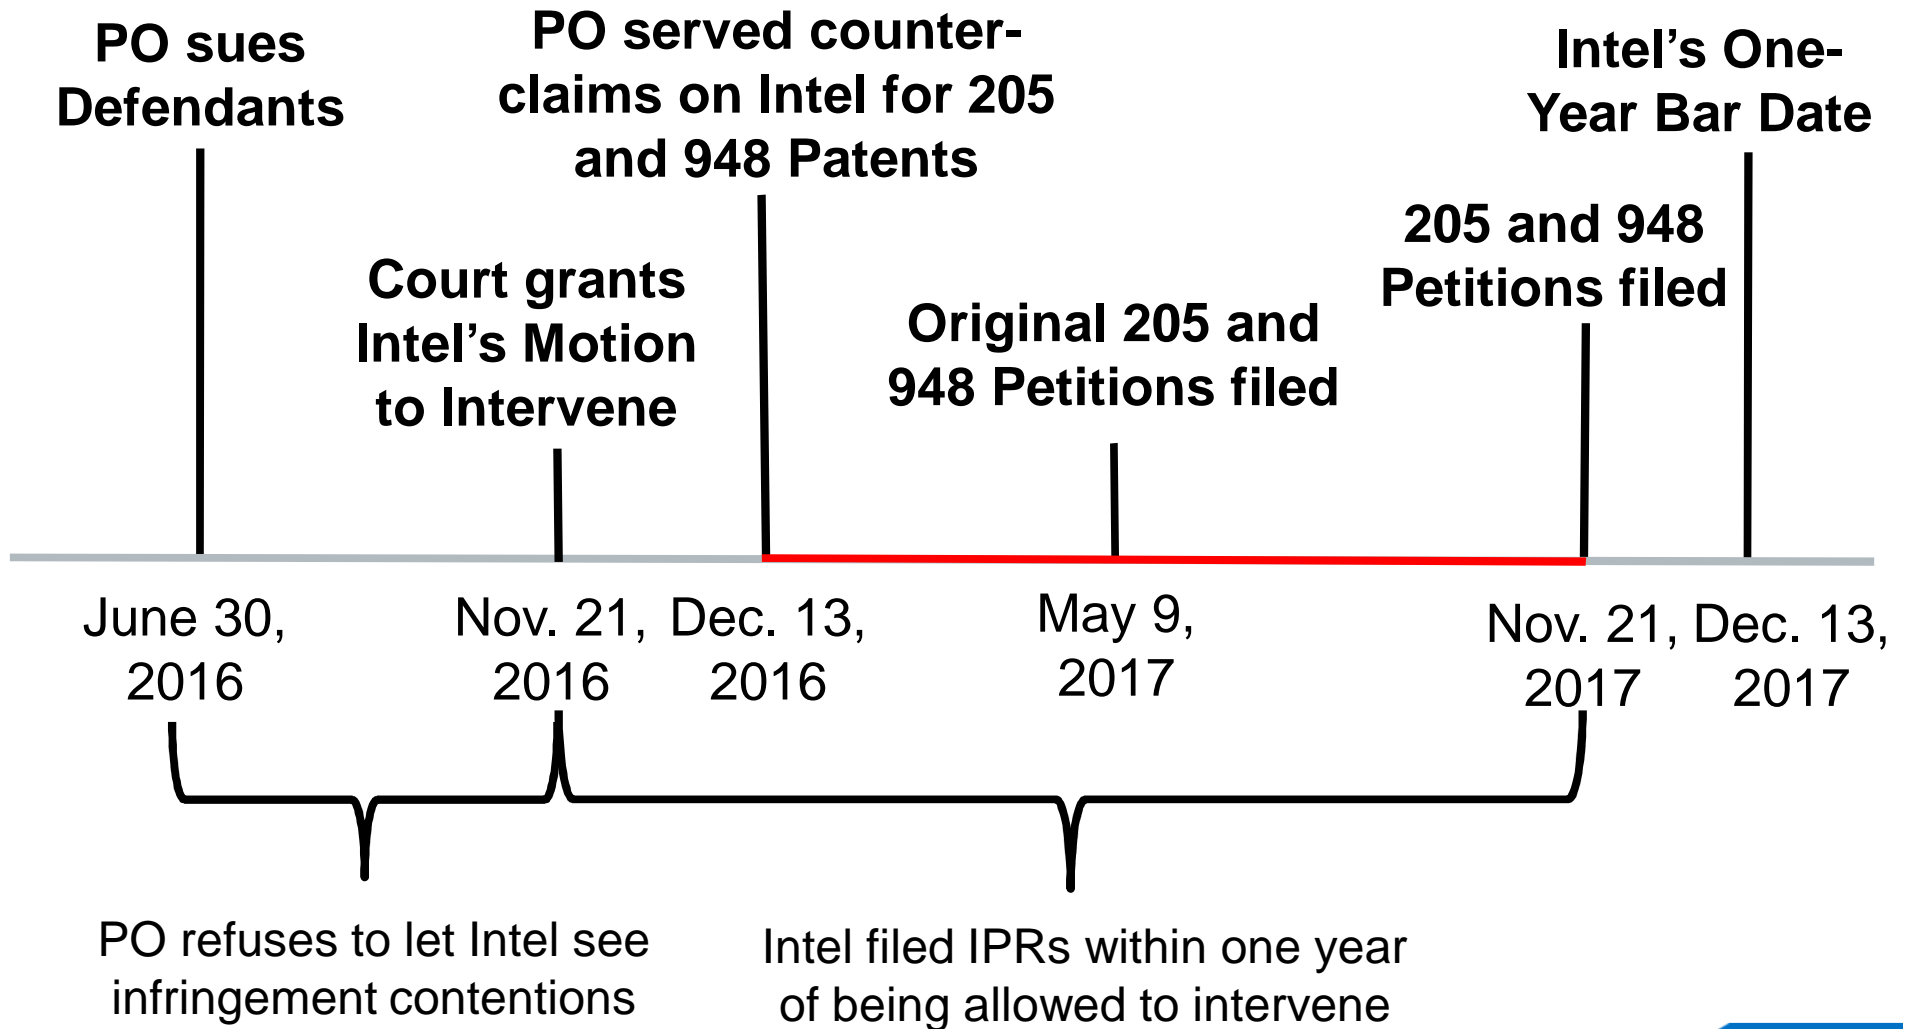 PO sues
Defendants
PO served counter-
claims on Intel for 205
and 948 Patents
Intel’s One-
Year Bar Date
Court grants
Intel’s Motion
to Intervene
Original 205 and
948 Petitions filed
205 and 948
Petitions filed
June 30,
2016
Nov. 21,
2016
Dec. 13,
2016
May 9,
2017
Nov. 21,
2017
Dec. 13,
2017
PO refuses to let Intel see
infringement contentions
Intel filed IPRs within one year
of being allowed to intervene